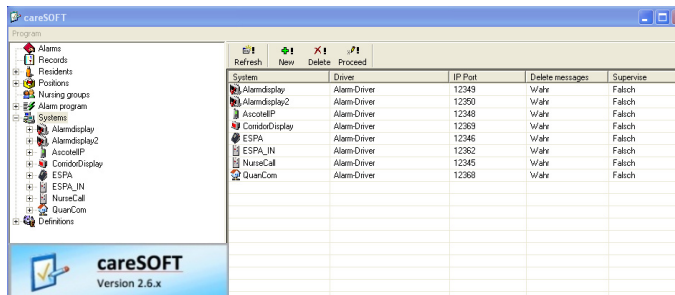 careSOFT
Program
Alarms
Records
Residents
Positions
Nursing groups
Alarm program
Systems
Alarmdisplay
Alarmdisplay2
AscotelIP
CorridorDisplay
ESPA
ESPA_IN
NurseCall
QuanCom
Definitions
careSOFT
Version 2.6.x
Refresh New Delete Proceed
System Driver IP Port Delete messages Supervise
Alarmdisplay Alarm-Driver 12349 Wahr Falsch
Alarmdisplay2 Alarm-Driver 12350 Wahr Falsch
AscotelIP Alarm-Driver 12348 Wahr Falsch
CorridorDisplay Alarm-Driver 12369 Wahr Falsch
ESPA Alarm-Driver 12346 Wahr Falsch
ESPA_IN Alarm-Driver 12362 Wahr Falsch
NurseCall Alarm-Driver 12345 Wahr Falsch
QuanCom Alarm-Driver 12368 Wahr Falsch